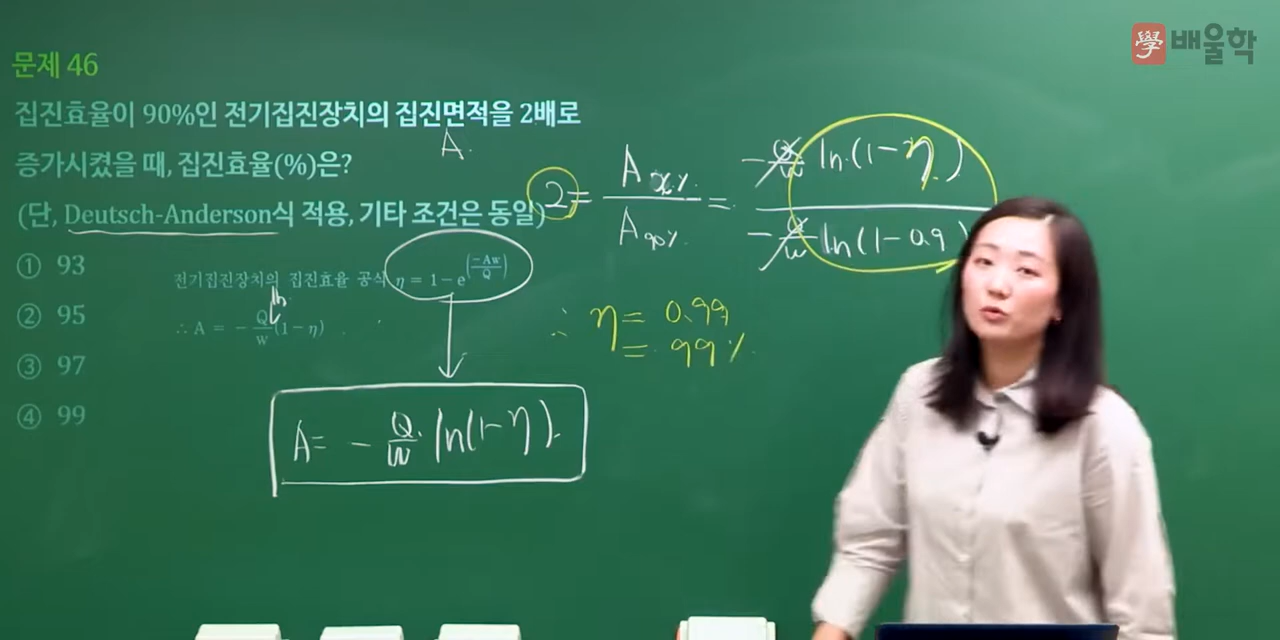 學 배울학
문제 46
집진효율이 90%인 전기집진장치의 집진면적을 2배로
A.
증가시켰을 때, 집진효율(%)은?
(단, Deutsch-Anderson식 적용, 기타 조건은 동일)
① 93
② 95
③ 97
④ 99
전기집진장치의 집진효율 공식 η = 1 − e^(−Aw/Q)
ln
∴ A = − Q/W (1 − η)
A = − Q/W · ln(1−η).
2 = A / A90% = − Q/W ln(1−η) / − Q/W ln(1−0.9)
∴ η = 0.99
= 99%.